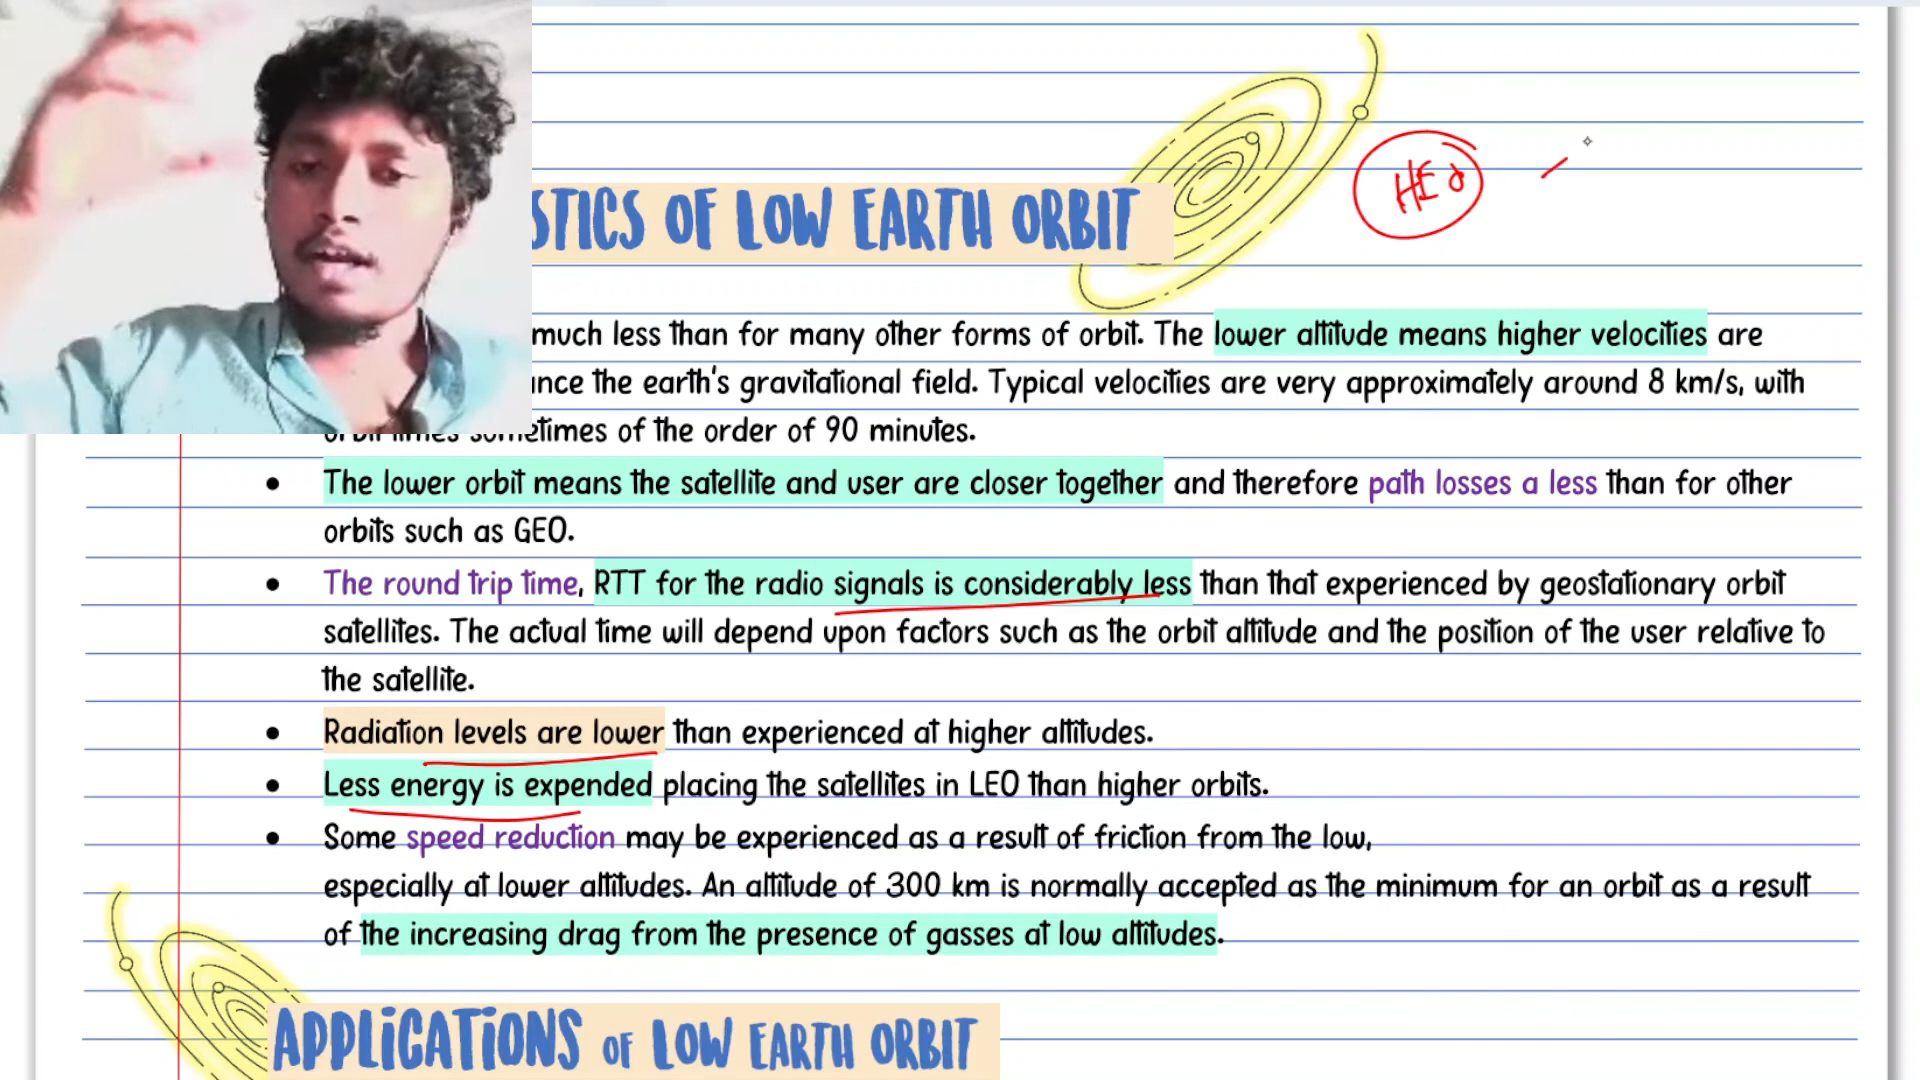 STICS OF LOW EARTH ORBIT
HEO
much less than for many other forms of orbit. The lower altitude means higher velocities are
the earth's gravitational field. Typical velocities are very approximately around 8 km/s, with
of the order of 90 minutes.
• The lower orbit means the satellite and user are closer together and therefore path losses a less than for other
orbits such as GEO.
• The round trip time, RTT for the radio signals is considerably less than that experienced by geostationary orbit
satellites. The actual time will depend upon factors such as the orbit altitude and the position of the user relative to
the satellite.
• Radiation levels are lower than experienced at higher altitudes.
• Less energy is expended placing the satellites in LEO than higher orbits.
• Some speed reduction may be experienced as a result of friction from the low,
especially at lower altitudes. An altitude of 300 km is normally accepted as the minimum for an orbit as a result
of the increasing drag from the presence of gasses at low altitudes.
APPLiCATiONS OF LOW EARTH ORBIT